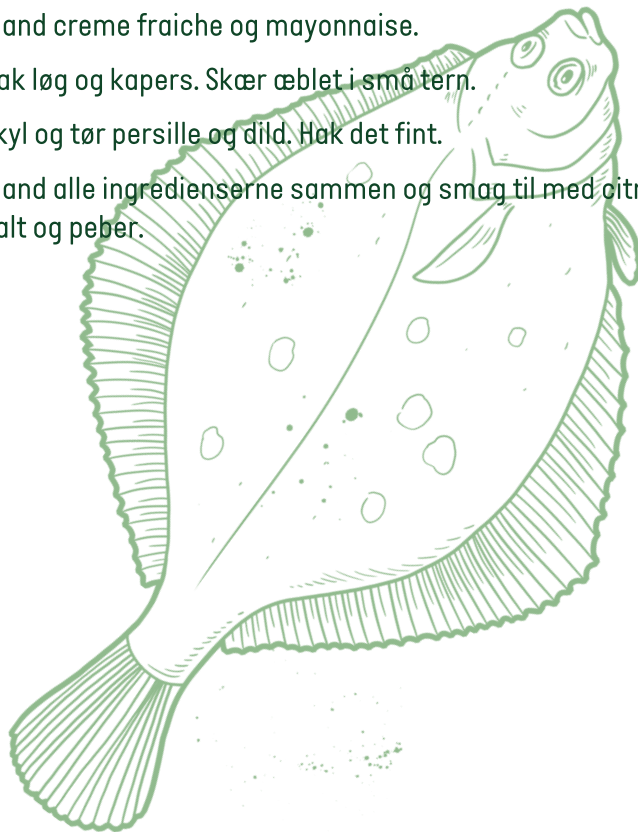 and creme fraiche og mayonnaise.
ak løg og kapers. Skær æblet i små tern.
kyl og tør persille og dild. Hak det fint.
and alle ingredienserne sammen og smag til med citr
alt og peber.